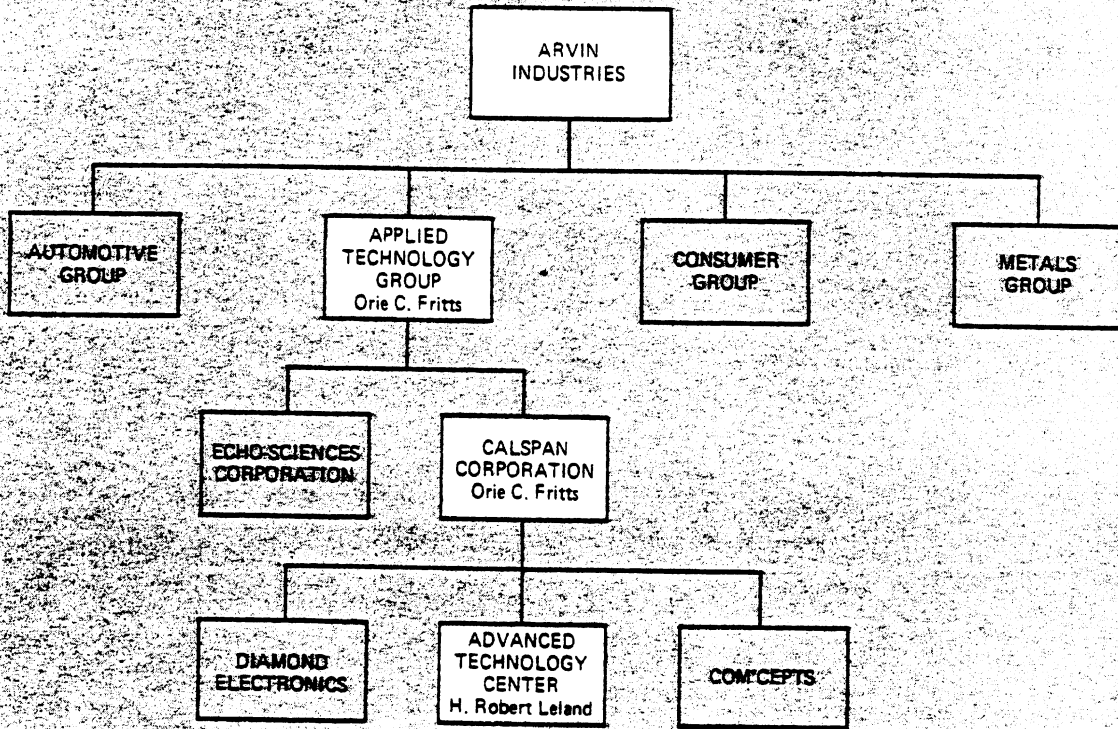 ARVIN
INDUSTRIES
AUTOMOTIVE
GROUP
APPLIED
TECHNOLOGY
GROUP
Orie C. Fritts
CONSUMER
GROUP
METALS
GROUP
ECHO-SCIENCES
CORPORATION
CALSPAN
CORPORATION
Orie C. Fritts
DIAMOND
ELECTRONICS
ADVANCED
TECHNOLOGY
CENTER
H. Robert Leland
COM'CEPTS